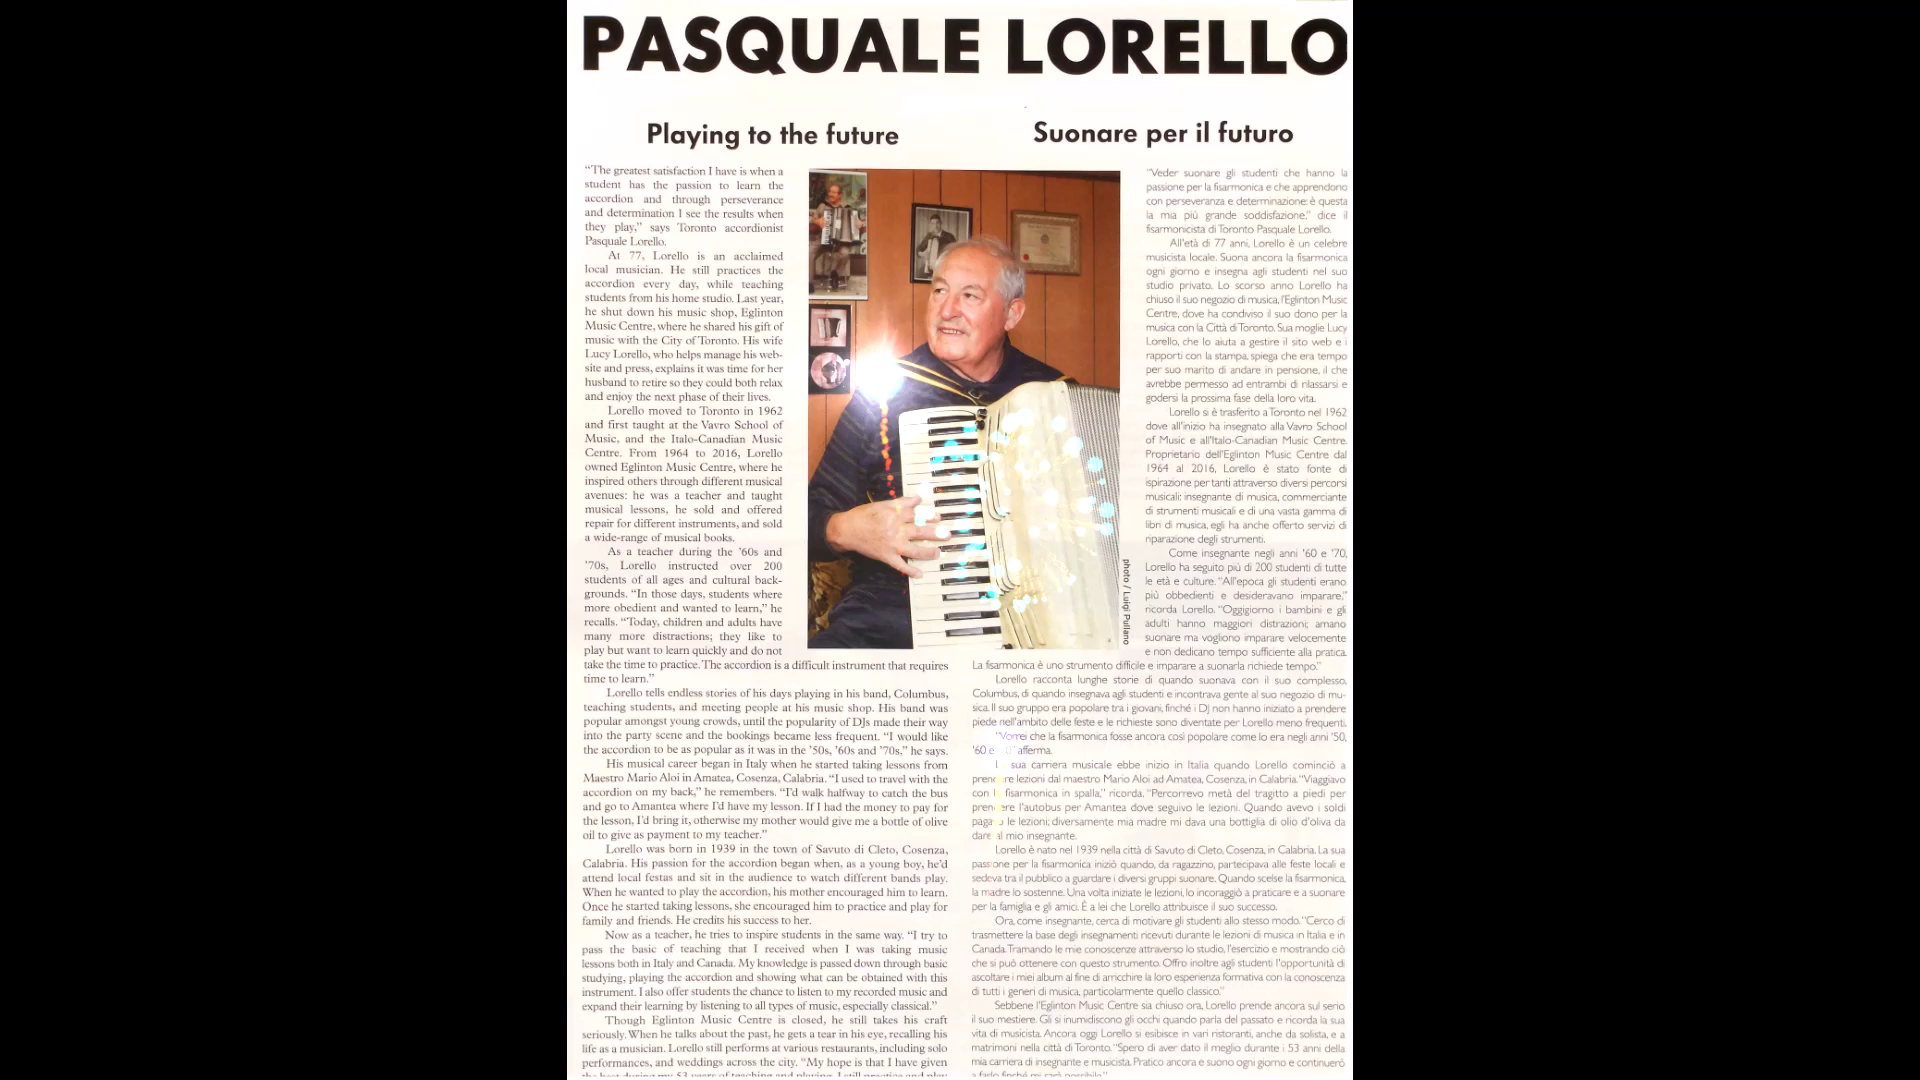 PASQUALE LORELLO
Playing to the future
“The greatest satisfaction I have is when a
student has the passion to learn the
accordion and through perseverance
and determination I see the results when
they play,” says Toronto accordionist
Pasquale Lorello.
At 77, Lorello is an acclaimed
local musician. He still practices the
accordion every day, while teaching
students from his home studio. Last year,
he shut down his music shop, Eglinton
Music Centre, where he shared his gift of
music with the City of Toronto. His wife
Lucy Lorello, who helps manage his web-
site and press, explains it was time for her
husband to retire so they could both relax
and enjoy the next phase of their lives.
Lorello moved to Toronto in 1962
and first taught at the Vavro School of
Music, and the Italo-Canadian Music
Centre. From 1964 to 2016, Lorello
owned Eglinton Music Centre, where he
inspired others through different musical
avenues: he was a teacher and taught
musical lessons, he sold and offered
repair for different instruments, and sold
a wide-range of musical books.
As a teacher during the ’60s and
’70s, Lorello instructed over 200
students of all ages and cultural back-
grounds. “In those days, students where
more obedient and wanted to learn,” he
recalls. “Today, children and adults have
many more distractions; they like to
play but want to learn quickly and do not
take the time to practice. The accordion is a difficult instrument that requires
time to learn.”
Lorello tells endless stories of his days playing in his band, Columbus,
teaching students, and meeting people at his music shop. His band was
popular amongst young crowds, until the popularity of DJs made their way
into the party scene and the bookings became less frequent. “I would like
the accordion to be as popular as it was in the ’50s, ’60s and ’70s,” he says.
His musical career began in Italy when he started taking lessons from
Maestro Mario Aloi in Amatea, Cosenza, Calabria. “I used to travel with the
accordion on my back,” he remembers. “I’d walk halfway to catch the bus
and go to Amantea where I’d have my lesson. If I had the money to pay for
the lesson, I’d bring it, otherwise my mother would give me a bottle of olive
oil to give as payment to my teacher.”
Lorello was born in 1939 in the town of Savuto di Cleto, Cosenza,
Calabria. His passion for the accordion began when, as a young boy, he’d
attend local festas and sit in the audience to watch different bands play.
When he wanted to play the accordion, his mother encouraged him to learn.
Once he started taking lessons, she encouraged him to practice and play for
family and friends. He credits his success to her.
Now as a teacher, he tries to inspire students in the same way. “I try to
pass the basic of teaching that I received when I was taking music
lessons both in Italy and Canada. My knowledge is passed down through basic
studying, playing the accordion and showing what can be obtained with this
instrument. I also offer students the chance to listen to my recorded music and
expand their learning by listening to all types of music, especially classical.”
Though Eglinton Music Centre is closed, he still takes his craft
seriously. When he talks about the past, he gets a tear in his eye, recalling his
life as a musician. Lorello still performs at various restaurants, including solo
performances, and weddings across the city. “My hope is that I have given
the best during my 53 years of teaching and playing. I still practice and play
photo / Luigi Pullano
Suonare per il futuro
“Veder suonare gli studenti che hanno la
passione per la fisarmonica e che apprendono
con perseveranza e determinazione: è questa
la mia più grande soddisfazione,” dice il
fisarmonicista di Toronto Pasquale Lorello.
All’età di 77 anni, Lorello è un celebre
musicista locale. Suona ancora la fisarmonica
ogni giorno e insegna agli studenti nel suo
studio privato. Lo scorso anno Lorello ha
chiuso il suo negozio di musica, l’Eglinton Music
Centre, dove ha condiviso il suo dono per la
musica con la Città di Toronto. Sua moglie Lucy
Lorello, che lo aiuta a gestire il sito web e i
rapporti con la stampa, spiega che era tempo
per suo marito di andare in pensione, il che
avrebbe permesso ad entrambi di rilassarsi e
godersi la prossima fase della loro vita.
Lorello si è trasferito a Toronto nel 1962
dove all’inizio ha insegnato alla Vavro School
of Music e all’Italo-Canadian Music Centre.
Proprietario dell’Eglinton Music Centre dal
1964 al 2016, Lorello è stato fonte di
ispirazione per tanti attraverso diversi percorsi
musicali: insegnante di musica, commerciante
di strumenti musicali e di una vasta gamma di
libri di musica, egli ha anche offerto servizi di
riparazione degli strumenti.
Come insegnante negli anni ’60 e ’70,
Lorello ha seguito più di 200 studenti di tutte
le età e culture. “All’epoca gli studenti erano
più obbedienti e desideravano imparare,”
ricorda Lorello. “Oggigiorno i bambini e gli
adulti hanno maggiori distrazioni; amano
suonare ma vogliono imparare velocemente
e non dedicano tempo sufficiente alla pratica.
La fisarmonica è uno strumento difficile e imparare a suonarla richiede tempo.”
Lorello racconta lunghe storie di quando suonava con il suo complesso,
Columbus, di quando insegnava agli studenti e incontrava gente al suo negozio di mu-
sica. Il suo gruppo era popolare tra i giovani, finché i DJ non hanno iniziato a prendere
piede nell’ambito delle feste e le richieste sono diventate per Lorello meno frequenti.
“Vorrei che la fisarmonica fosse ancora così popolare come lo era negli anni ’50,
’60 e afferma.
sua carriera musicale ebbe inizio in Italia quando Lorello cominciò a
prendere lezioni dal maestro Mario Aloi ad Amatea, Cosenza, in Calabria. “Viaggiavo
con fisarmonica in spalla,” ricorda. “Percorrevo metà del tragitto a piedi per
prendere l’autobus per Amantea dove seguivo le lezioni. Quando avevo i soldi
pagavo le lezioni; diversamente mia madre mi dava una bottiglia di olio d’oliva da
dare al mio insegnante.
Lorello è nato nel 1939 nella città di Savuto di Cleto, Cosenza, in Calabria. La sua
passione per la fisarmonica iniziò quando, da ragazzino, partecipava alle feste locali e
sedeva tra il pubblico a guardare i diversi gruppi suonare. Quando scelse la fisarmonica,
la madre lo sostenne. Una volta iniziate le lezioni, lo incoraggiò a praticare e a suonare
per la famiglia e gli amici. È a lei che Lorello attribuisce il suo successo.
Ora, come insegnante, cerca di motivare gli studenti allo stesso modo. “Cerco di
trasmettere la base degli insegnamenti ricevuti durante le lezioni di musica in Italia e in
Canada. Tramando le mie conoscenze attraverso lo studio, l’esercizio e mostrando ciò
che si può ottenere con questo strumento. Offro inoltre agli studenti l’opportunità di
ascoltare i miei album al fine di arricchire la loro esperienza formativa con la conoscenza
di tutti i generi di musica, particolarmente quello classico.”
Sebbene l’Eglinton Music Centre sia chiuso ora, Lorello prende ancora sul serio
il suo mestiere. Gli si inumidiscono gli occhi quando parla del passato e ricorda la sua
vita di musicista. Ancora oggi Lorello si esibisce in vari ristoranti, anche da solista, e a
matrimoni nella città di Toronto. “Spero di aver dato il meglio durante i 53 anni della
mia carriera di insegnante e musicista. Pratico ancora e suono ogni giorno e continuerò
a farlo finché mi sarà possibile.”